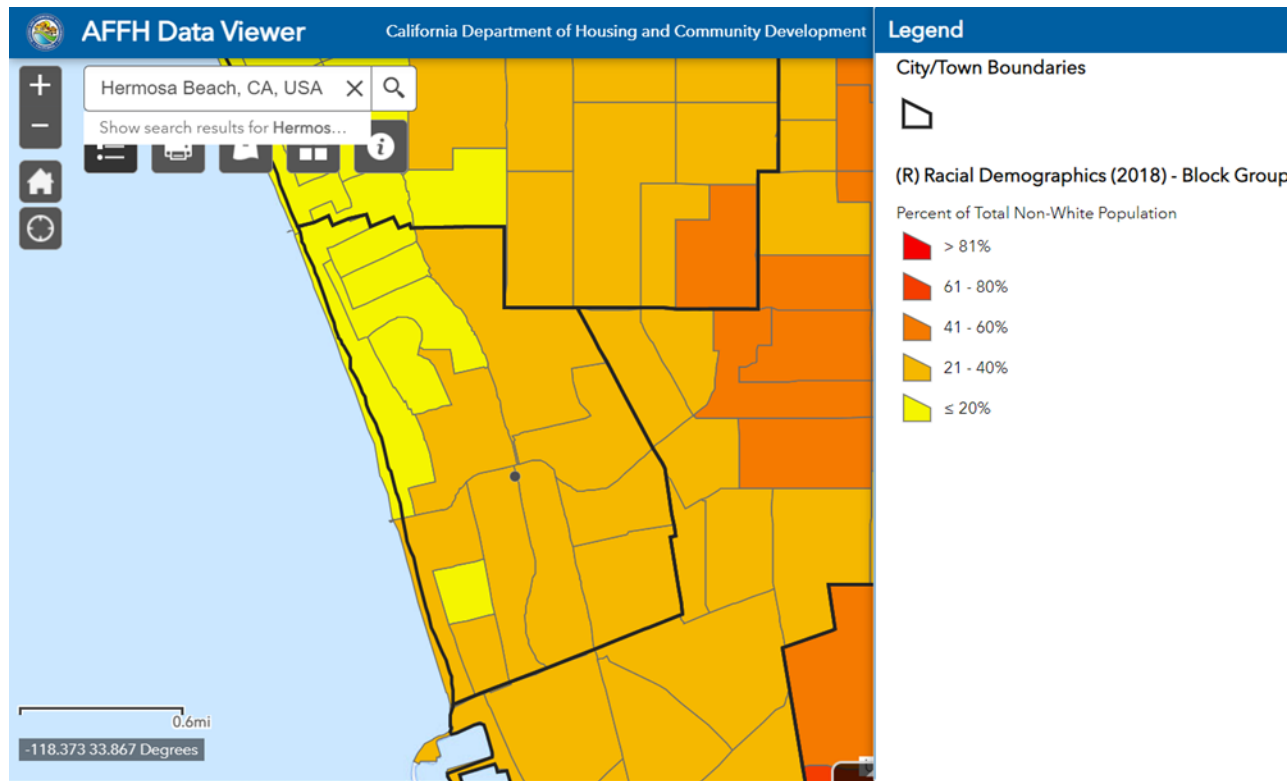 AFFH Data Viewer
California Department of Housing and Community Development
Legend
+
Hermosa Beach, CA, USA
−
Show search results for Hermos...
0.6mi
-118.373 33.867 Degrees
City/Town Boundaries
(R) Racial Demographics (2018) - Block Group
Percent of Total Non-White Population
> 81%
61 - 80%
41 - 60%
21 - 40%
≤ 20%